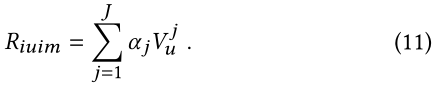 R_{iuim} = \sum_{j=1}^{J} \alpha_j V_u^j . (11)